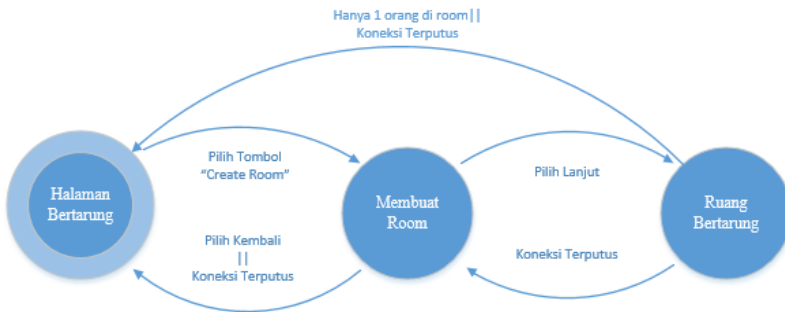 Hanya 1 orang di room||
Koneksi Terputus
Pilih Tombol
“Create Room”
Halaman
Bertarung
Membuat
Room
Pilih Lanjut
Ruang
Bertarung
Pilih Kembali
||
Koneksi Terputus
Koneksi Terputus